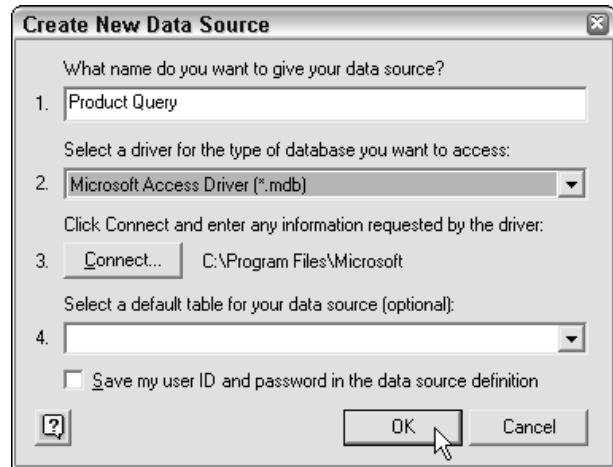 Create New Data Source
What name do you want to give your data source?
1. Product Query
Select a driver for the type of database you want to access:
2. Microsoft Access Driver (*.mdb)
Click Connect and enter any information requested by the driver:
3. Connect... C:\Program Files\Microsoft
Select a default table for your data source (optional):
4.
Save my user ID and password in the data source definition
? OK Cancel